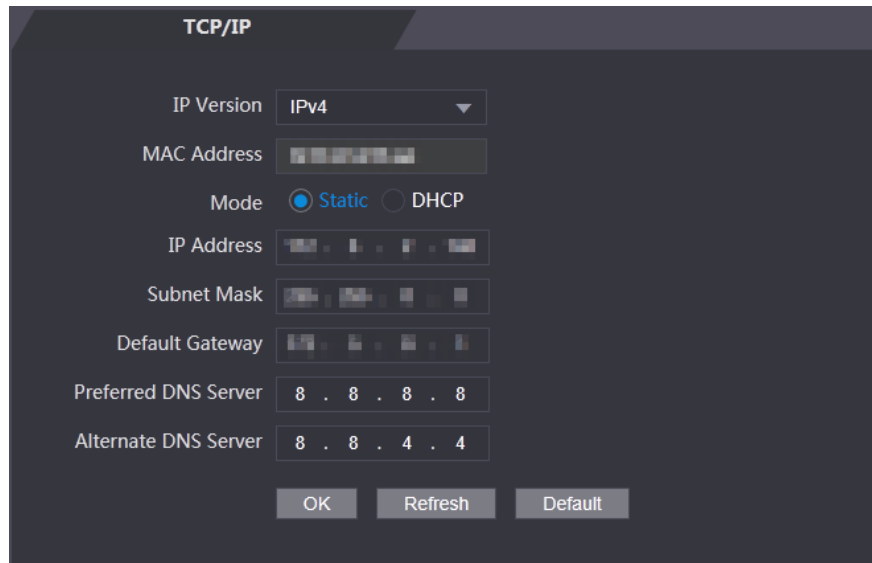 TCP/IP
IP Version IPv4
MAC Address
Mode Static DHCP
IP Address
Subnet Mask
Default Gateway
Preferred DNS Server 8 . 8 . 8 . 8
Alternate DNS Server 8 . 8 . 4 . 4
OK Refresh Default